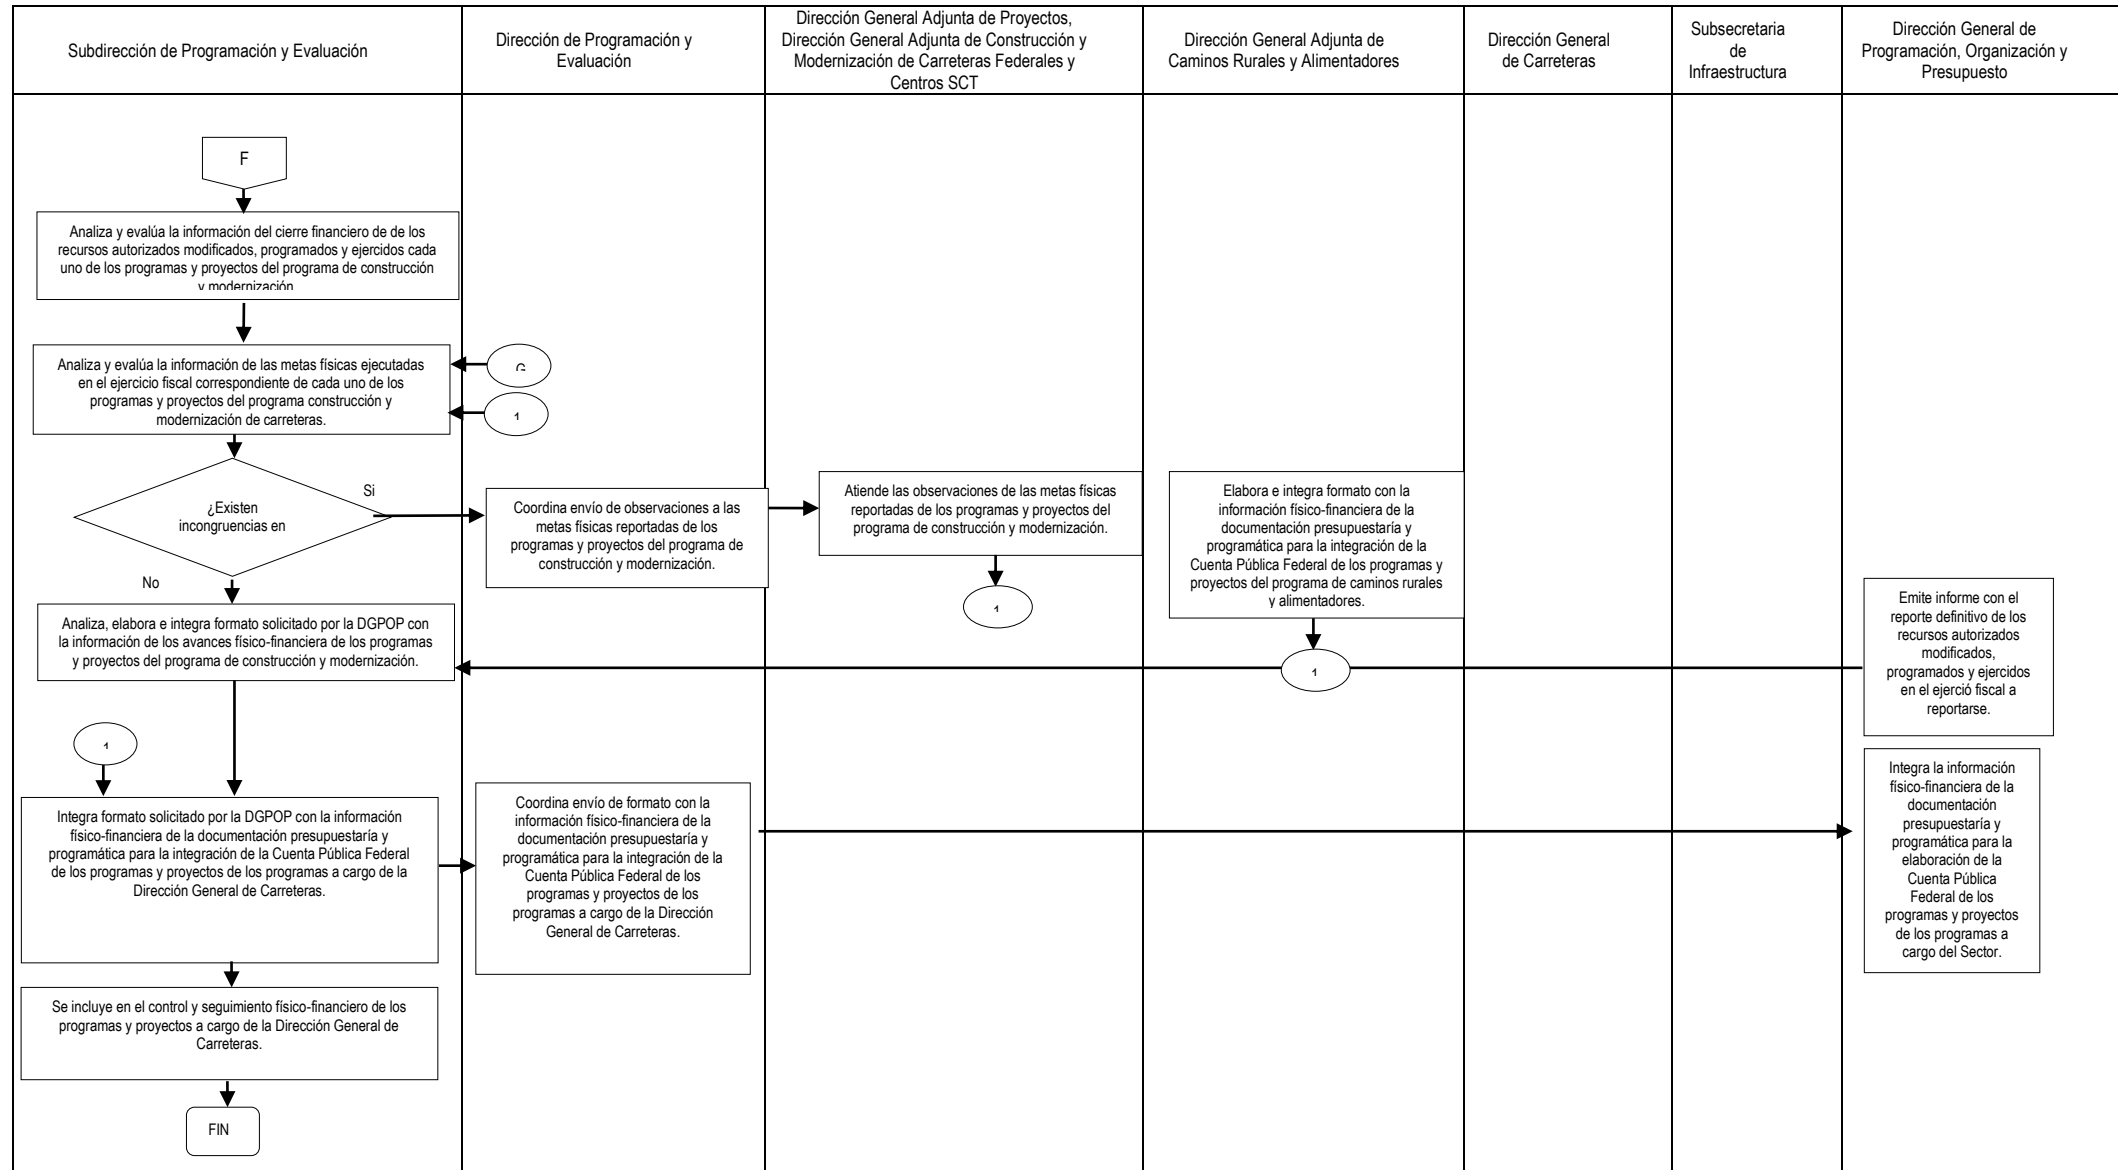 Subdirección de Programación y Evaluación
Dirección de Programación y
Evaluación
Dirección General Adjunta de Proyectos,
Dirección General Adjunta de Construcción y
Modernización de Carreteras Federales y
Centros SCT
Dirección General Adjunta de
Caminos Rurales y Alimentadores
Dirección General
de Carreteras
Subsecretaria
de
Infraestructura
Dirección General de
Programación, Organización y
Presupuesto
F
Analiza y evalúa la información del cierre financiero de de los
recursos autorizados modificados, programados y ejercidos cada
uno de los programas y proyectos del programa de construcción
y modernización
Analiza y evalúa la información de las metas físicas ejecutadas
en el ejercicio fiscal correspondiente de cada uno de los
programas y proyectos del programa construcción y
modernización de carreteras.
G
1
¿Existen
incongruencias en
Si
No
Coordina envío de observaciones a las
metas físicas reportadas de los
programas y proyectos del programa de
construcción y modernización.
Atiende las observaciones de las metas físicas
reportadas de los programas y proyectos del
programa de construcción y modernización.
1
Elabora e integra formato con la
información físico-financiera de la
documentación presupuestaría y
programática para la integración de la
Cuenta Pública Federal de los programas y
proyectos del programa de caminos rurales
y alimentadores.
1
Emite informe con el
reporte definitivo de los
recursos autorizados
modificados,
programados y ejercidos
en el ejerció fiscal a
reportarse.
Analiza, elabora e integra formato solicitado por la DGPOP con
la información de los avances físico-financiera de los programas
y proyectos del programa de construcción y modernización.
1
Integra formato solicitado por la DGPOP con la información
físico-financiera de la documentación presupuestaría y
programática para la integración de la Cuenta Pública Federal
de los programas y proyectos de los programas a cargo de la
Dirección General de Carreteras.
Coordina envío de formato con la
información físico-financiera de la
documentación presupuestaría y
programática para la integración de la
Cuenta Pública Federal de los
programas y proyectos de los
programas a cargo de la Dirección
General de Carreteras.
Integra la información
físico-financiera de la
documentación
presupuestaría y
programática para la
elaboración de la
Cuenta Pública
Federal de los
programas y proyectos
de los programas a
cargo del Sector.
Se incluye en el control y seguimiento físico-financiero de los
programas y proyectos a cargo de la Dirección General de
Carreteras.
FIN